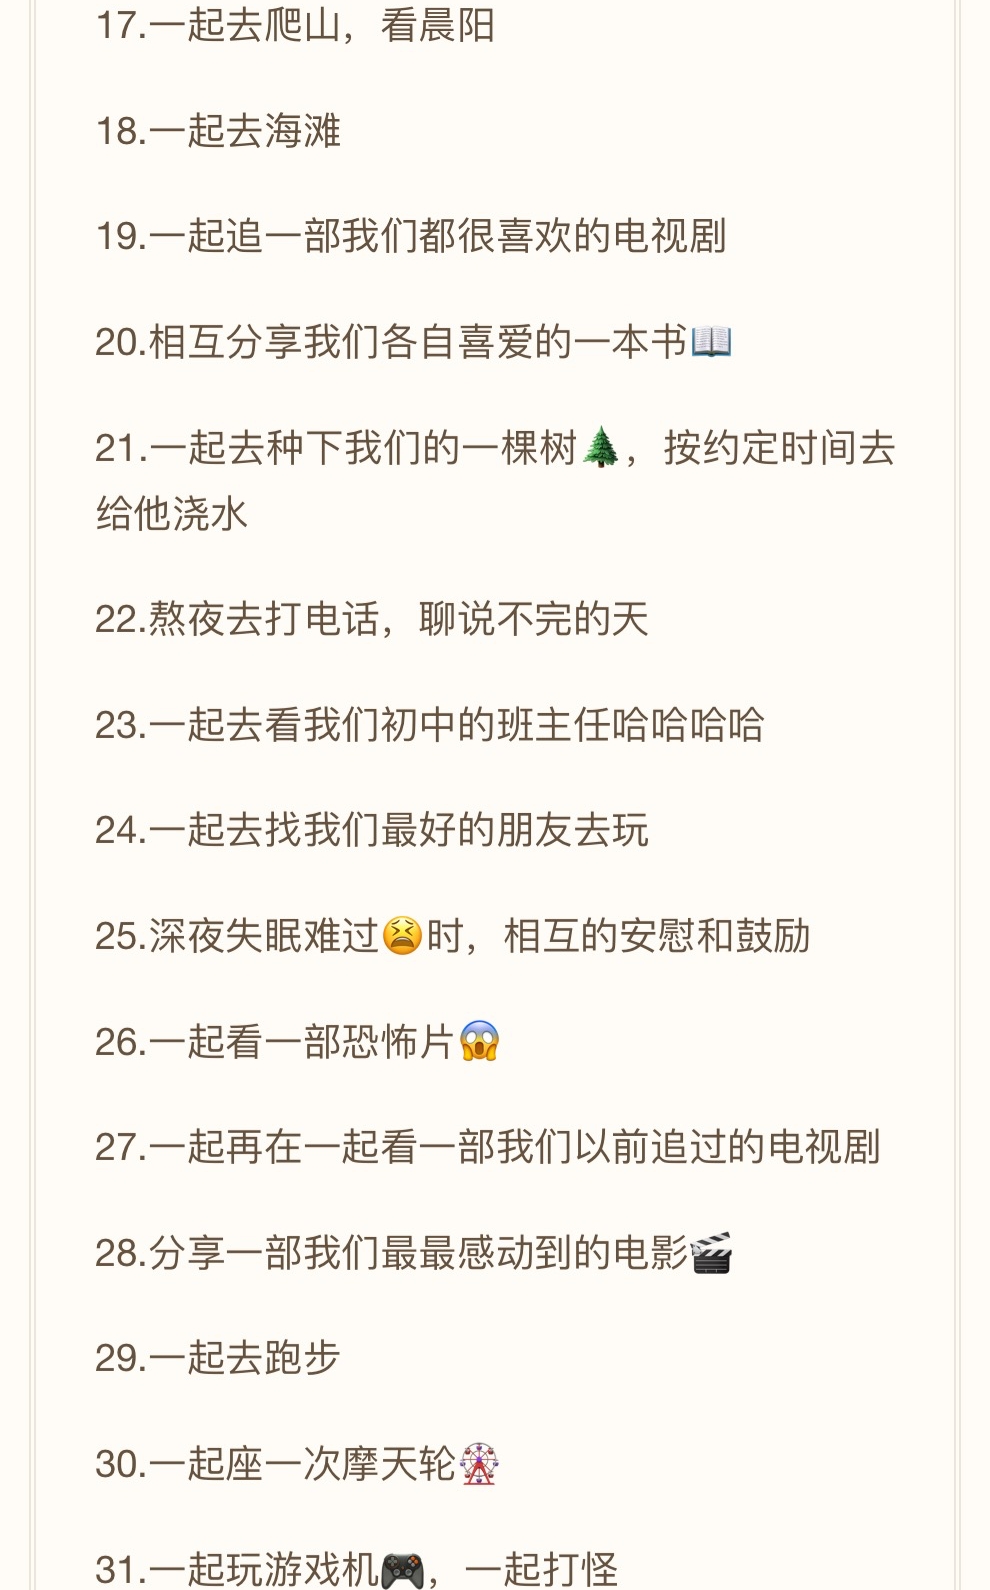 17.一起去爬山，看晨阳
18.一起去海滩
19.一起追一部我们都很喜欢的电视剧
20.相互分享我们各自喜爱的一本书📖
21.一起去种下我们的一棵树🌲，按约定时间去
给他浇水
22.熬夜去打电话，聊说不完的天
23.一起去看我们初中的班主任哈哈哈哈
24.一起去找我们最好的朋友去玩
25.深夜失眠难过😫时，相互的安慰和鼓励
26.一起看一部恐怖片😱
27.一起再在一起看一部我们以前追过的电视剧
28.分享一部我们最最感动到的电影🎬
29.一起去跑步
30.一起座一次摩天轮🎡
31.一起玩游戏机🎮，一起打怪